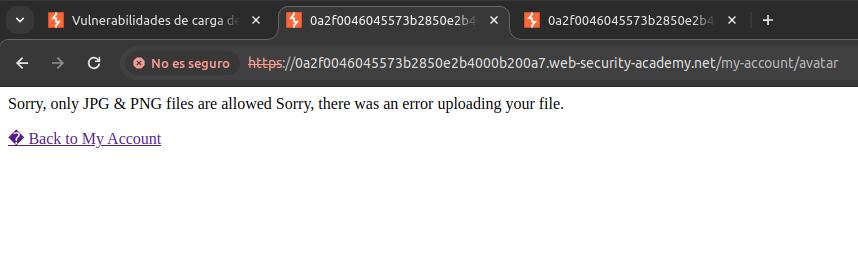 Vulnerabilidades de carga de
0a2f0046045573b2850e2b4
0a2f0046045573b2850e2b4
No es seguro
https://0a2f0046045573b2850e2b4000b200a7.web-security-academy.net/my-account/avatar
Sorry, only JPG & PNG files are allowed Sorry, there was an error uploading your file.
� Back to My Account